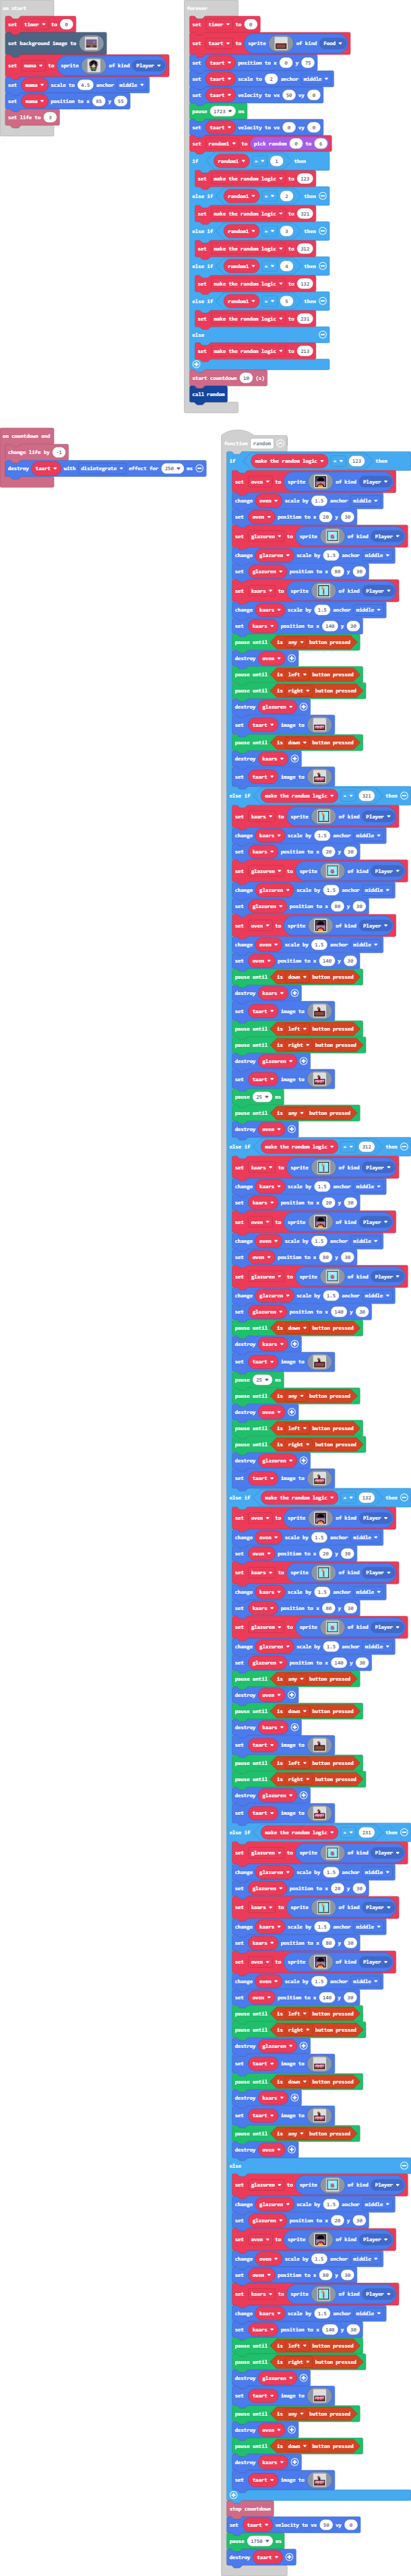 on start
set timer to 0
set background image to
set mama to sprite of kind Player
set mama scale to 4.5 anchor middle
set mama position to x 85 y 55
set life to 3
forever
set timer to 0
set taart to sprite of kind Food
set taart position to x 0 y 75
set taart scale to 2 anchor middle
set taart velocity to vx 50 vy 0
pause 1723 ms
set taart velocity to vx 0 vy 0
set random1 to pick random 0 to 6
if random1 = 1 then
set make the random logic to 123
else if random1 = 2 then
set make the random logic to 321
else if random1 = 3 then
set make the random logic to 312
else if random1 = 4 then
set make the random logic to 132
else if random1 = 5 then
set make the random logic to 231
else
set make the random logic to 213
start countdown 10 (s)
call random
on countdown end
change life by -1
destroy taart with disintegrate effect for 250 ms
function random
if make the random logic = 123 then
set oven to sprite of kind Player
change oven scale by 1.5 anchor middle
set oven position to x 20 y 30
set glazuren to sprite of kind Player
change glazuren scale by 1.5 anchor middle
set glazuren position to x 80 y 30
set kaars to sprite of kind Player
change kaars scale by 1.5 anchor middle
set kaars position to x 140 y 30
pause until is any button pressed
destroy oven
pause until is left button pressed
pause until is right button pressed
destroy glazuren
set taart image to
pause until is down button pressed
destroy kaars
set taart image to
else if make the random logic = 321 then
set kaars to sprite of kind Player
change kaars scale by 1.5 anchor middle
set kaars position to x 20 y 30
set glazuren to sprite of kind Player
change glazuren scale by 1.5 anchor middle
set glazuren position to x 80 y 30
set oven to sprite of kind Player
change oven scale by 1.5 anchor middle
set oven position to x 140 y 30
pause until is down button pressed
destroy kaars
set taart image to
pause until is left button pressed
pause until is right button pressed
destroy glazuren
set taart image to
pause 25 ms
pause until is any button pressed
destroy oven
else if make the random logic = 312 then
set kaars to sprite of kind Player
change kaars scale by 1.5 anchor middle
set kaars position to x 20 y 30
set oven to sprite of kind Player
change oven scale by 1.5 anchor middle
set oven position to x 80 y 30
set glazuren to sprite of kind Player
change glazuren scale by 1.5 anchor middle
set glazuren position to x 140 y 30
pause until is down button pressed
destroy kaars
set taart image to
pause 25 ms
pause until is any button pressed
destroy oven
pause until is left button pressed
pause until is right button pressed
destroy glazuren
set taart image to
else if make the random logic = 132 then
set oven to sprite of kind Player
change oven scale by 1.5 anchor middle
set oven position to x 20 y 30
set kaars to sprite of kind Player
change kaars scale by 1.5 anchor middle
set kaars position to x 80 y 30
set glazuren to sprite of kind Player
change glazuren scale by 1.5 anchor middle
set glazuren position to x 140 y 30
pause until is any button pressed
destroy oven
pause until is down button pressed
destroy kaars
set taart image to
pause until is left button pressed
pause until is right button pressed
destroy glazuren
set taart image to
else if make the random logic = 231 then
set glazuren to sprite of kind Player
change glazuren scale by 1.5 anchor middle
set glazuren position to x 20 y 30
set kaars to sprite of kind Player
change kaars scale by 1.5 anchor middle
set kaars position to x 80 y 30
set oven to sprite of kind Player
change oven scale by 1.5 anchor middle
set oven position to x 140 y 30
pause until is left button pressed
pause until is right button pressed
destroy glazuren
set taart image to
pause until is down button pressed
destroy kaars
set taart image to
pause until is any button pressed
destroy oven
else
set glazuren to sprite of kind Player
change glazuren scale by 1.5 anchor middle
set glazuren position to x 20 y 30
set oven to sprite of kind Player
change oven scale by 1.5 anchor middle
set oven position to x 80 y 30
set kaars to sprite of kind Player
change kaars scale by 1.5 anchor middle
set kaars position to x 140 y 30
pause until is left button pressed
pause until is right button pressed
destroy glazuren
set taart image to
pause until is any button pressed
destroy oven
pause until is down button pressed
destroy kaars
set taart image to
stop countdown
set taart velocity to vx 50 vy 0
pause 1750 ms
destroy taart